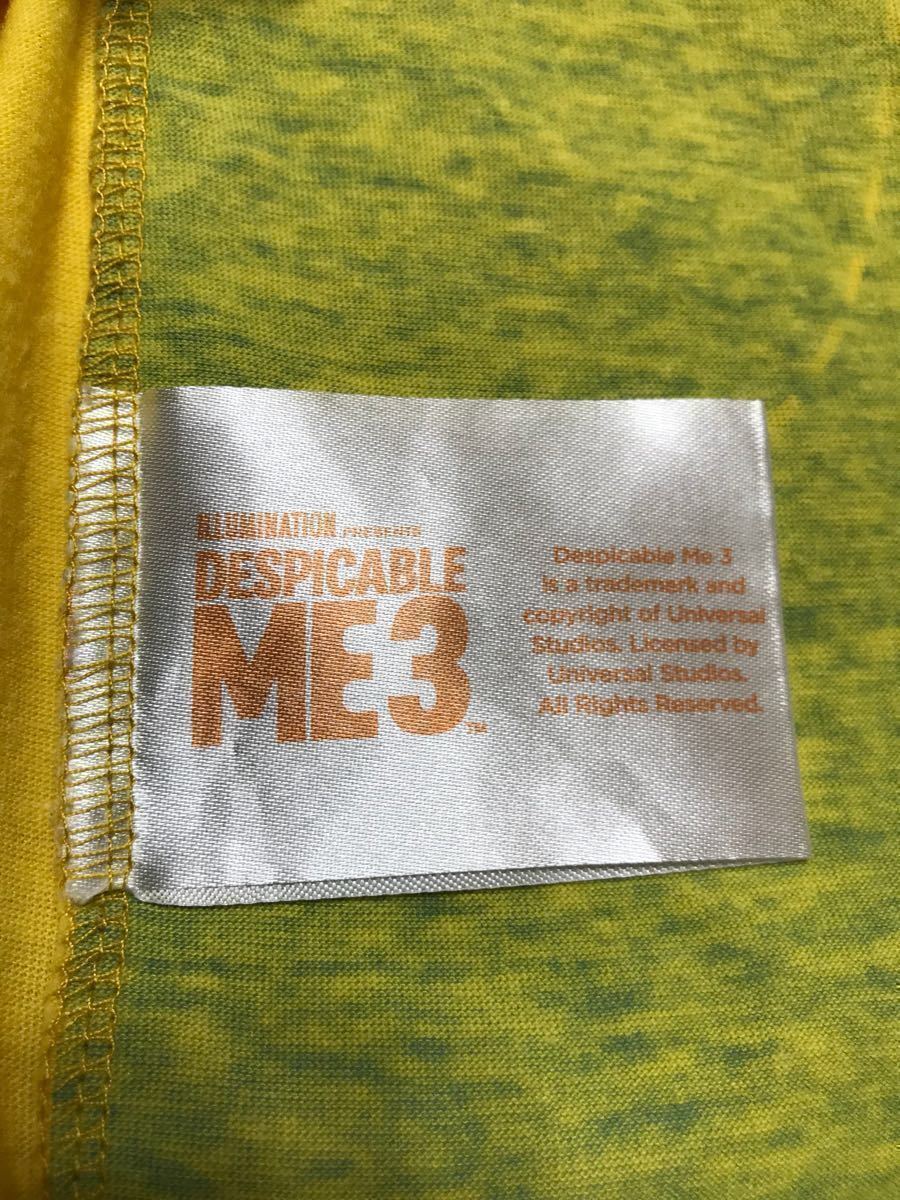 ILLUMINATION PRESENTS
DESPICABLE
ME3
TM
Despicable Me 3
is a trademark and
copyright of Universal
Studios. Licensed by
Universal Studios.
All Rights Reserved.